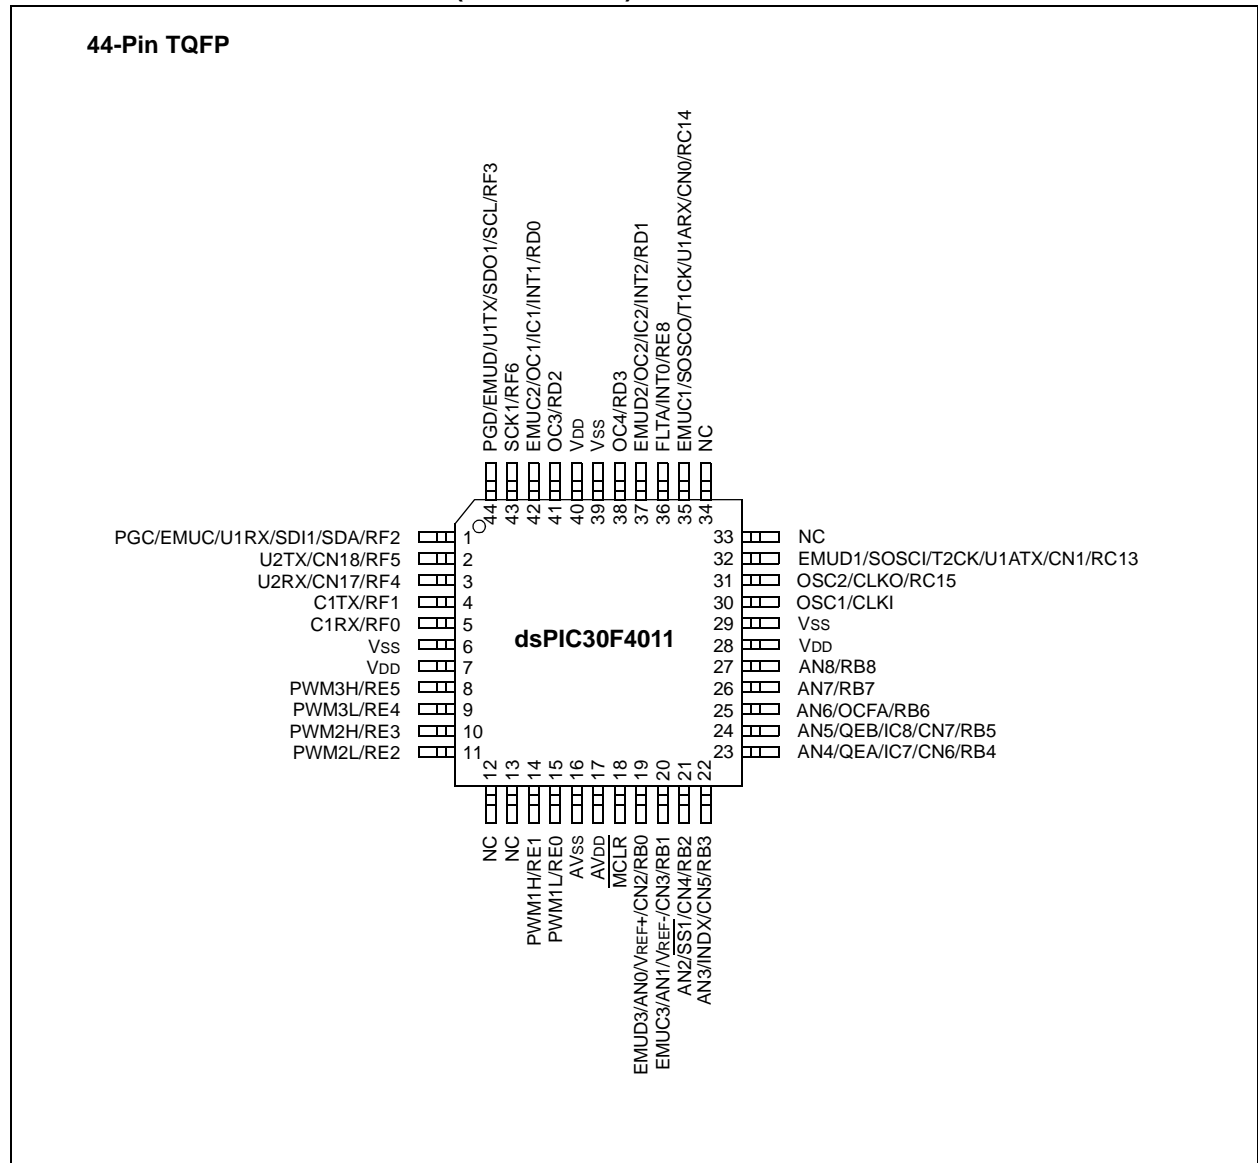 44-Pin TQFP
PGD/EMUD/U1TX/SDO1/SCL/RF3
SCK1/RF6
EMUC2/OC1/IC1/INT1/RD0
OC3/RD2
VDD
VSS
OC4/RD3
EMUD2/OC2/IC2/INT2/RD1
FLTA/INT0/RE8
EMUC1/SOSCO/T1CK/U1ARX/CN0/RC14
NC
44
43
42
41
40
39
38
37
36
35
34
PGC/EMUC/U1RX/SDI1/SDA/RF2 1
U2TX/CN18/RF5 2
U2RX/CN17/RF4 3
C1TX/RF1 4
C1RX/RF0 5
VSS 6
VDD 7
PWM3H/RE5 8
PWM3L/RE4 9
PWM2H/RE3 10
PWM2L/RE2 11
dsPIC30F4011
33 NC
32 EMUD1/SOSCI/T2CK/U1ATX/CN1/RC13
31 OSC2/CLKO/RC15
30 OSC1/CLKI
29 VSS
28 VDD
27 AN8/RB8
26 AN7/RB7
25 AN6/OCFA/RB6
24 AN5/QEB/IC8/CN7/RB5
23 AN4/QEA/IC7/CN6/RB4
12
13
14
15
16
17
18
19
20
21
22
NC
NC
PWM1H/RE1
PWM1L/RE0
AVSS
AVDD
MCLR
EMUD3/AN0/VREF+/CN2/RB0
EMUC3/AN1/VREF-/CN3/RB1
AN2/SS1/CN4/RB2
AN3/INDX/CN5/RB3